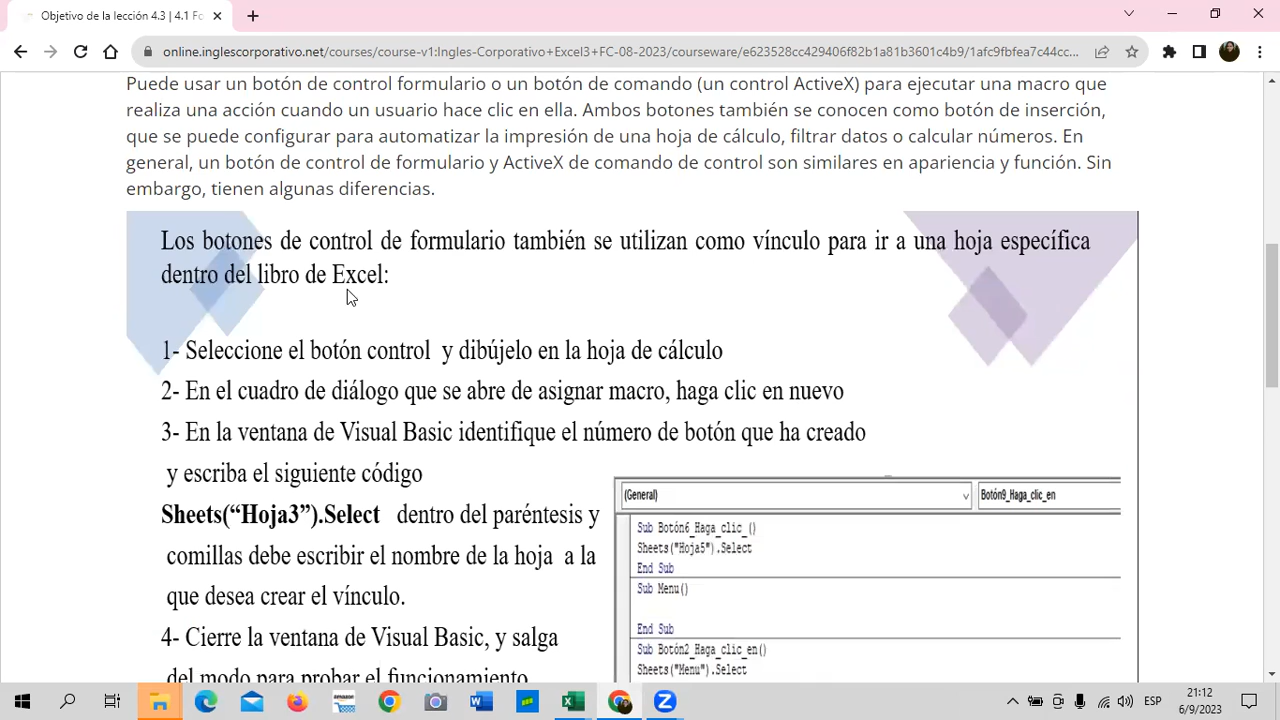 Objetivo de la lección 4.3 | 4.1 Fo
online.inglescorporativo.net/courses/course-v1:Ingles-Corporativo+Excel3+FC-08-2023/courseware/e623528cc429406f82b1a81b3601c4b9/1afc9fbfea7c44cc...
Puede usar un botón de control formulario o un botón de comando (un control ActiveX) para ejecutar una macro que
realiza una acción cuando un usuario hace clic en ella. Ambos botones también se conocen como botón de inserción,
que se puede configurar para automatizar la impresión de una hoja de cálculo, filtrar datos o calcular números. En
general, un botón de control de formulario y ActiveX de comando de control son similares en apariencia y función. Sin
embargo, tienen algunas diferencias.
Los botones de control de formulario también se utilizan como vínculo para ir a una hoja específica
dentro del libro de Excel:
1- Seleccione el botón control y dibújelo en la hoja de cálculo
2- En el cuadro de diálogo que se abre de asignar macro, haga clic en nuevo
3- En la ventana de Visual Basic identifique el número de botón que ha creado
y escriba el siguiente código
Sheets(“Hoja3”).Select dentro del paréntesis y
comillas debe escribir el nombre de la hoja a la
que desea crear el vínculo.
4- Cierre la ventana de Visual Basic, y salga
del modo para probar el funcionamiento
(General)
Botón9_Haga_clic_en
Sub Botón6_Haga_clic_()
Sheets("Hoja5").Select
End Sub
Sub Menu()
End Sub
Sub Botón2_Haga_clic_en()
Sheets("Menu").Select
amazon
ESP
21:12
6/9/2023